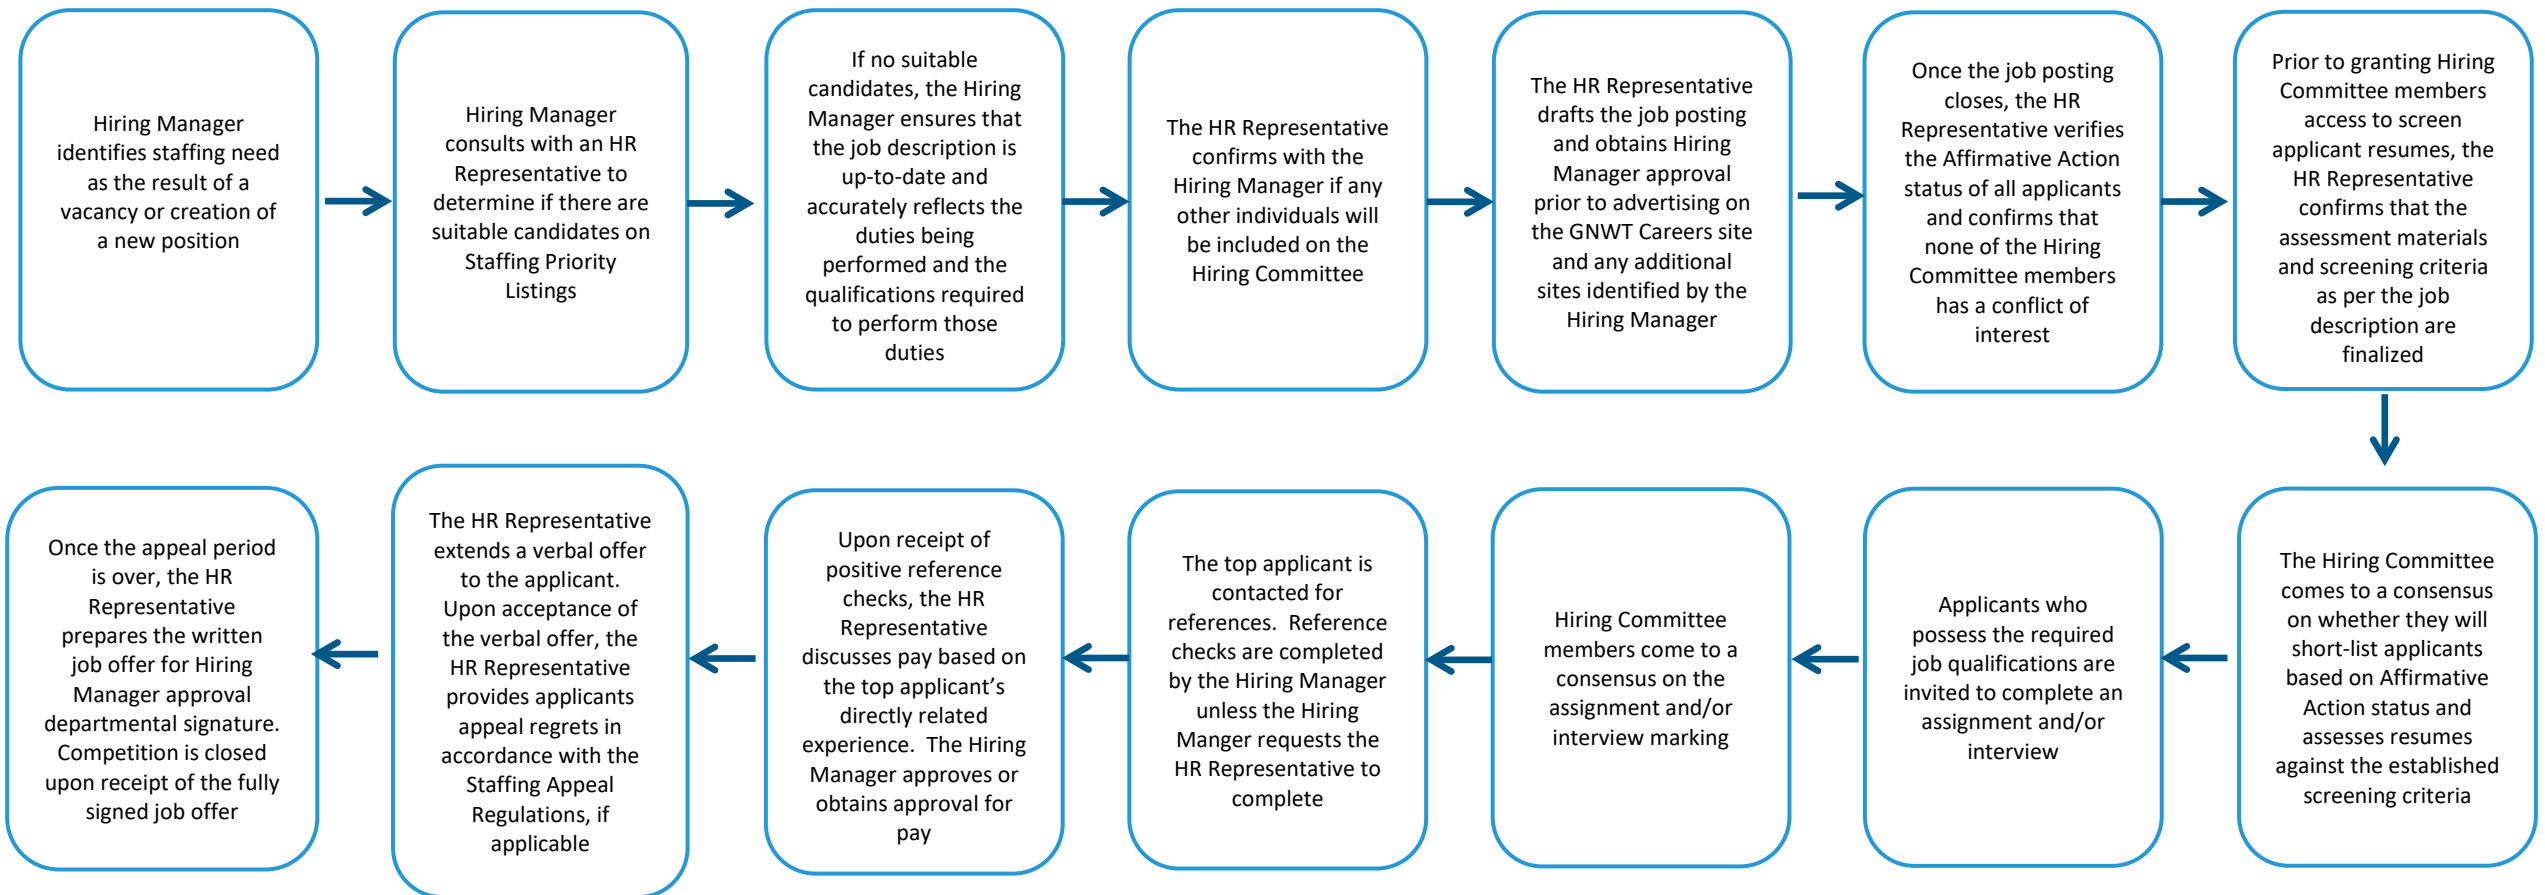 Hiring Manager
identifies staffing need
as the result of a
vacancy or creation of
a new position
Hiring Manager
consults with an HR
Representative to
determine if there are
suitable candidates on
Staffing Priority
Listings
If no suitable
candidates, the Hiring
Manager ensures that
the job description is
up-to-date and
accurately reflects the
duties being
performed and the
qualifications required
to perform those
duties
The HR Representative
confirms with the
Hiring Manager if any
other individuals will
be included on the
Hiring Committee
The HR Representative
drafts the job posting
and obtains Hiring
Manager approval
prior to advertising on
the GNWT Careers site
and any additional
sites identified by the
Hiring Manager
Once the job posting
closes, the HR
Representative verifies
the Affirmative Action
status of all applicants
and confirms that
none of the Hiring
Committee members
has a conflict of
interest
Prior to granting Hiring
Committee members
access to screen
applicant resumes, the
HR Representative
confirms that the
assessment materials
and screening criteria
as per the job
description are
finalized
The Hiring Committee
comes to a consensus
on whether they will
short-list applicants
based on Affirmative
Action status and
assesses resumes
against the established
screening criteria
Applicants who
possess the required
job qualifications are
invited to complete an
assignment and/or
interview
Hiring Committee
members come to a
consensus on the
assignment and/or
interview marking
The top applicant is
contacted for
references.  Reference
checks are completed
by the Hiring Manager
unless the Hiring
Manger requests the
HR Representative to
complete
Upon receipt of
positive reference
checks, the HR
Representative
discusses pay based on
the top applicant’s
directly related
experience.  The Hiring
Manager approves or
obtains approval for
pay
The HR Representative
extends a verbal offer
to the applicant.
Upon acceptance of
the verbal offer, the
HR Representative
provides applicants
appeal regrets in
accordance with the
Staffing Appeal
Regulations, if
applicable
Once the appeal period
is over, the HR
Representative
prepares the written
job offer for Hiring
Manager approval
departmental signature.
Competition is closed
upon receipt of the fully
signed job offer